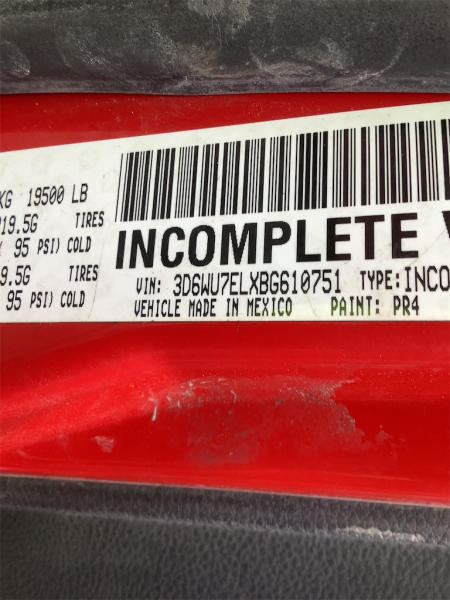 KG 19500 LB
219.5G TIRES
( 95 PSI) COLD
INCOMPLETE
9.5G TIRES
95 PSI) COLD
VIN: 3D6WU7ELXBG610751 TYPE:INCO
VEHICLE MADE IN MEXICO PAINT: PR4